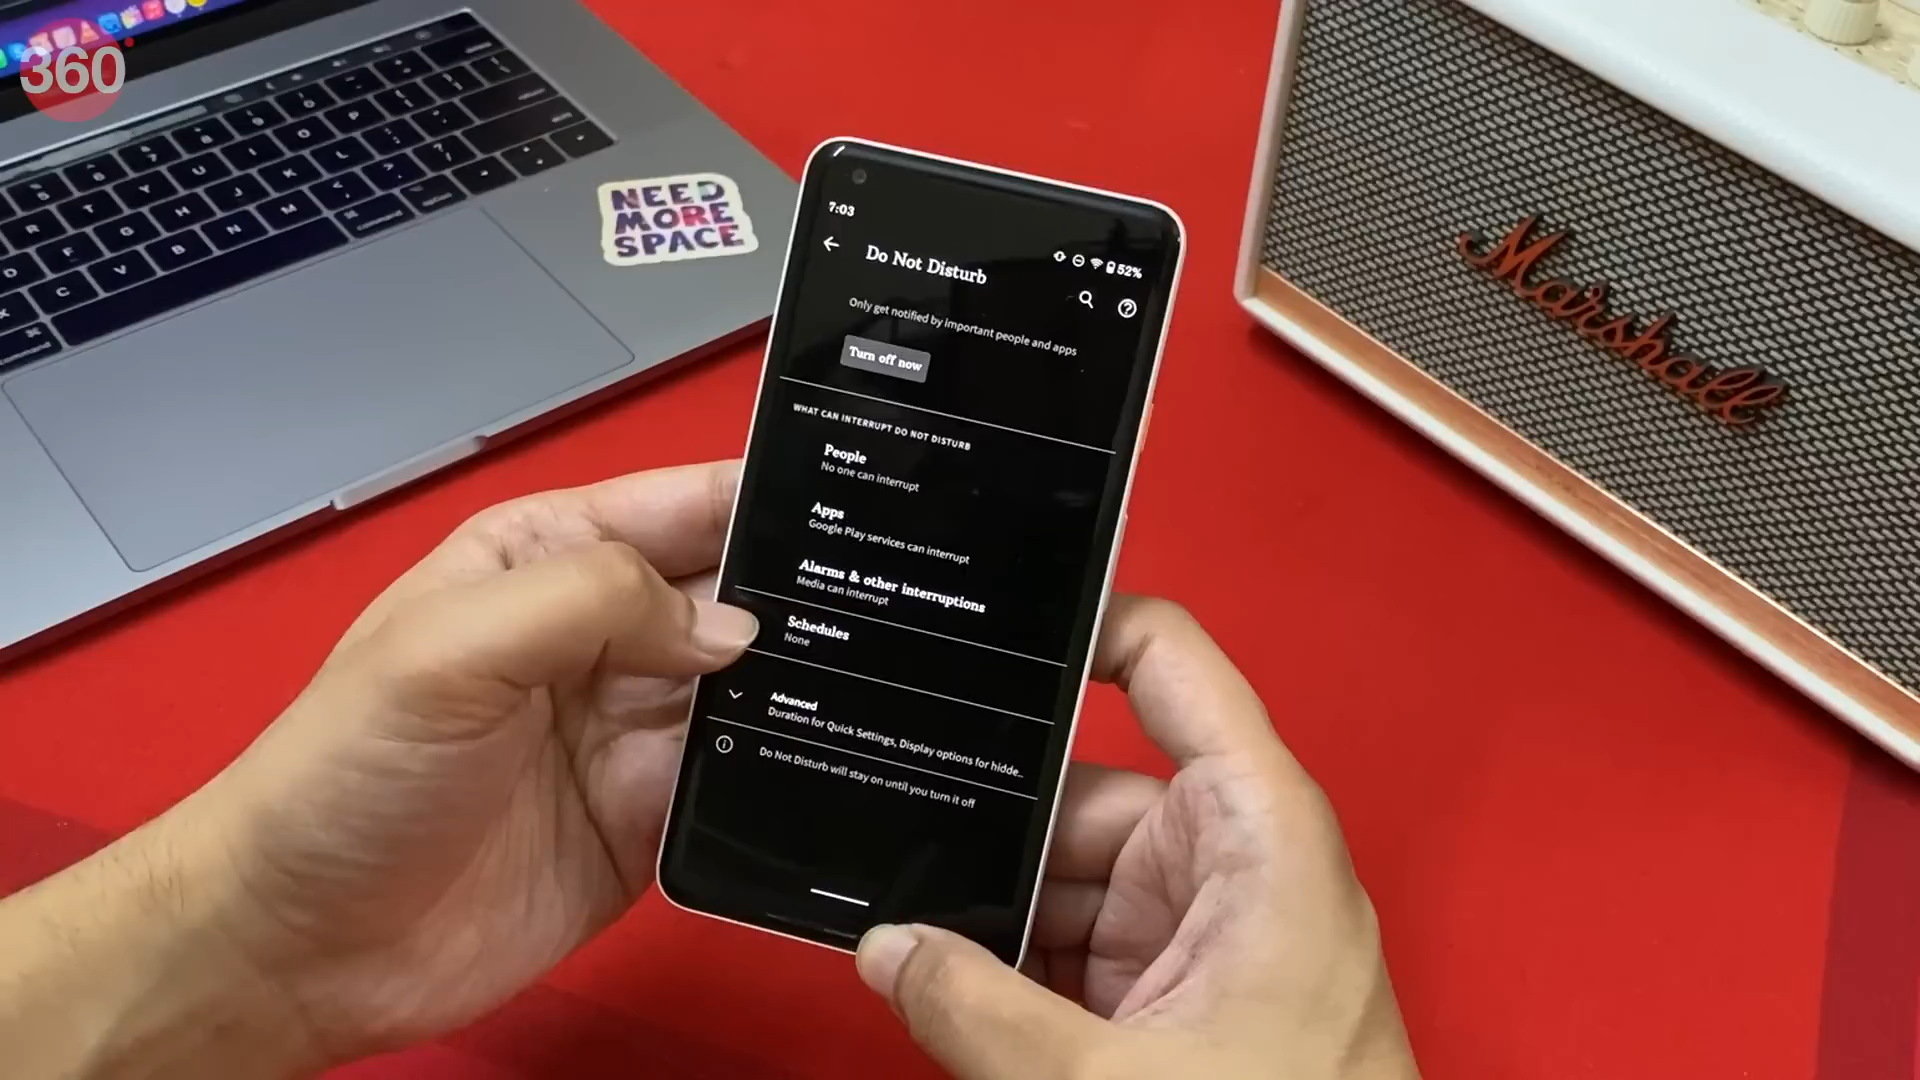 360
NEED
MORE
SPACE
7:03
52%
Do Not Disturb
Only get notified by important people and apps
Turn off now
WHAT CAN INTERRUPT DO NOT DISTURB
People
No one can interrupt
Apps
Google Play services can interrupt
Alarms & other interruptions
Media can interrupt
Schedules
None
Advanced
Duration for Quick Settings, Display options for hidde..
Do Not Disturb will stay on until you turn it off
Marshall
T Y U I O P
F G H J K L
C V B N M
command
command